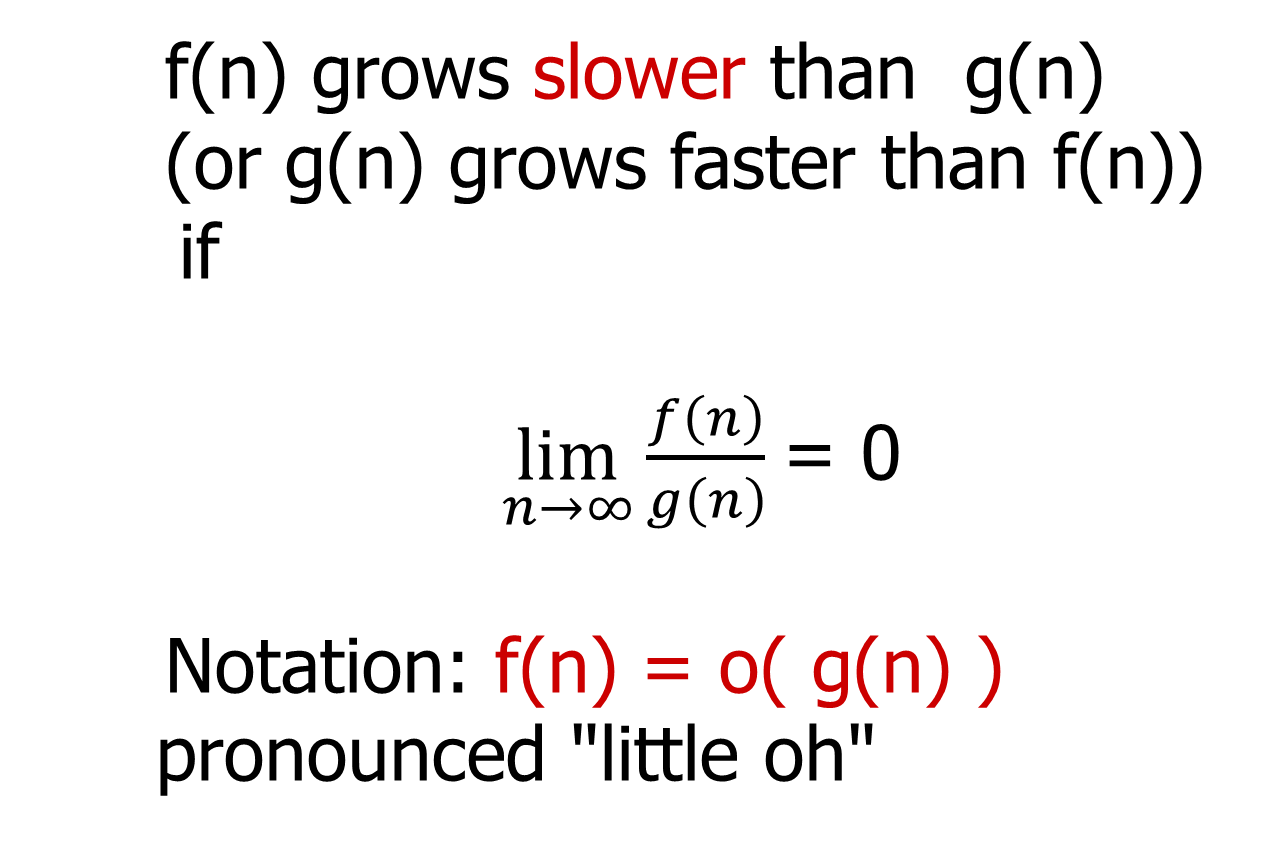 f(n) grows slower than g(n)
(or g(n) grows faster than f(n))
if
lim n→∞ f(n)/g(n) = 0
Notation: f(n) = o( g(n) )
pronounced "little oh"